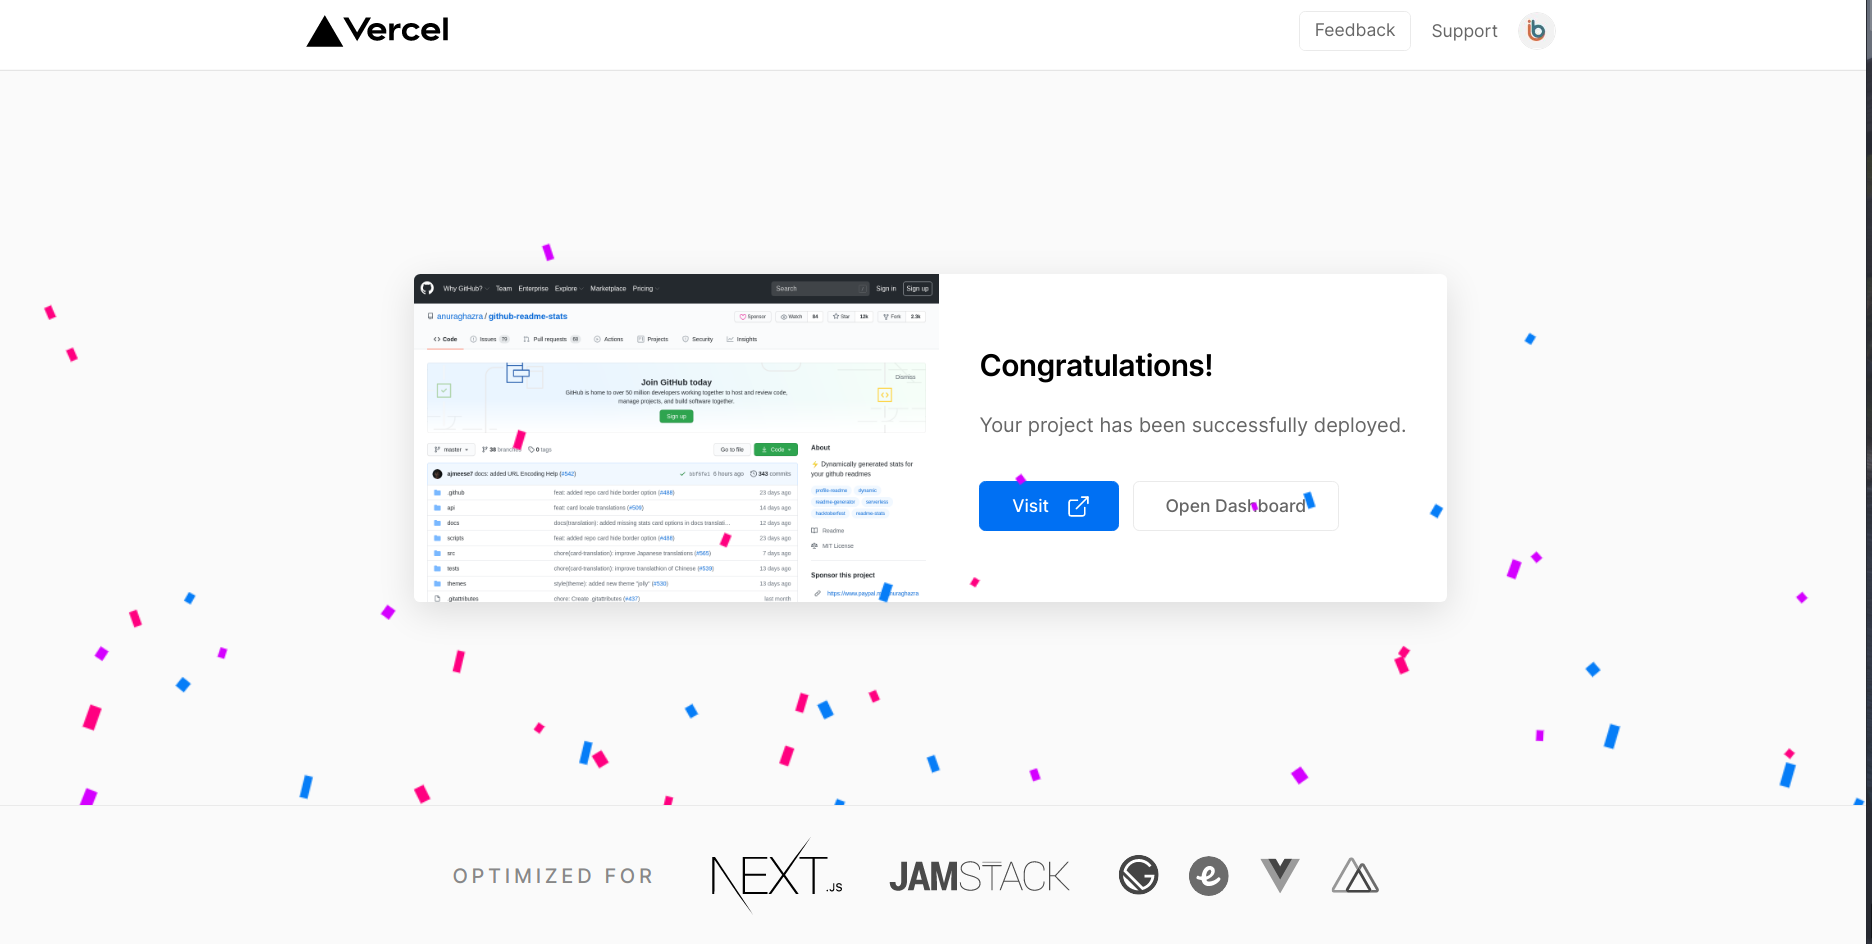 Vercel
Feedback Support
Why GitHub? Team Enterprise Explore Marketplace Pricing Search Sign in Sign up
anuraghazra / github-readme-stats
Sponsor Watch 84 Star 12k Fork 2.3k
Code Issues 70 Pull requests Actions Projects Security Insights
Join GitHub today
Dismiss
GitHub is home to over 50 million developers working together to host and review code,
manage projects, and build software together.
Sign up
master 38 branches 0 tags Go to file Code
ajmeese7 docs: added URL Encoding Help (#542) 6 hours ago 343 commits
.github feat: added repo card hide border option (#488) 23 days ago
api feat: card locale translations (#509) 14 days ago
docs docs(translation): added missing stats card options in docs translat... 12 days ago
scripts feat: added repo card hide border option (#488) 23 days ago
src chore(card-translation): improve Japanese translations (#565) 7 days ago
tests chore(card-translation): improve translathion of Chinese (#539) 13 days ago
themes style(theme): added new theme "jolly" (#530) 13 days ago
.gitattributes chore: Create .gitattributes (#437) last month
About
Dynamically generated stats for
your github readmes
profile-readme dynamic
readme-generator serverless
hacktoberfest readme-stats
Readme
MIT License
Sponsor this project
Congratulations!
Your project has been successfully deployed.
Visit Open Dashboard
OPTIMIZED FOR NEXT.JS JAMSTACK